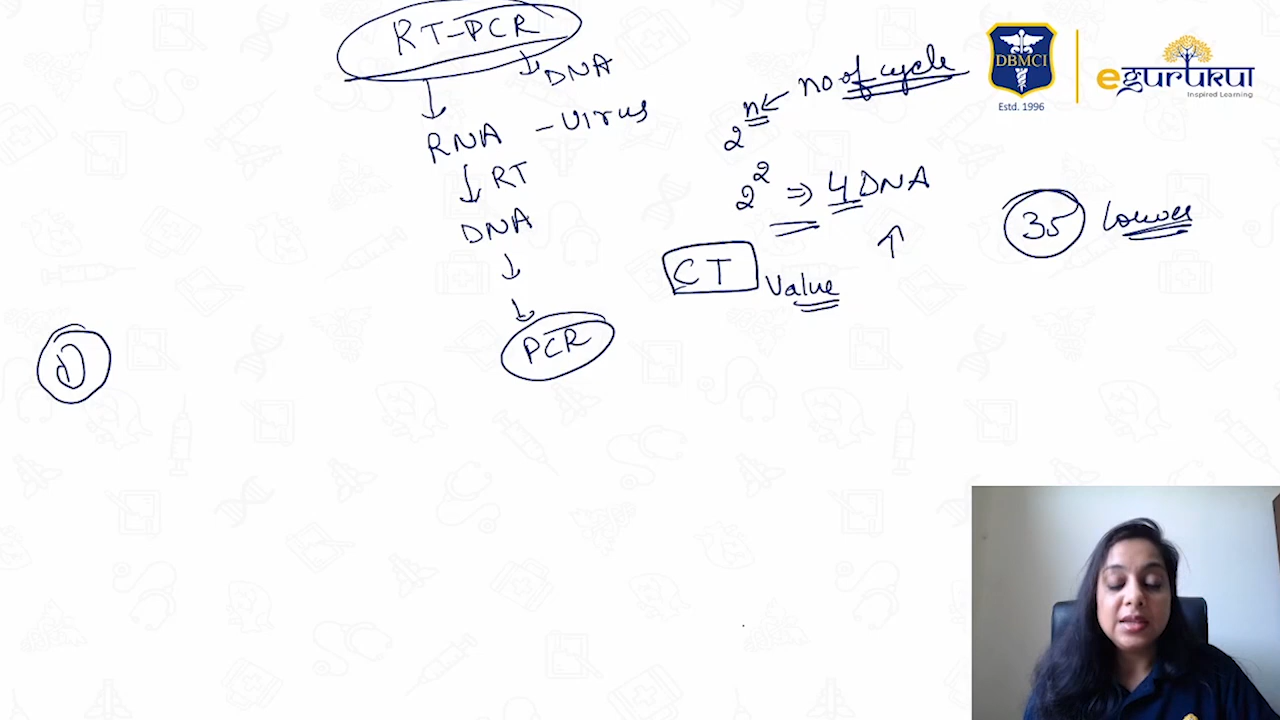 RT-PCR
DNA
RNA - Virus
RT
DNA
PCR
2^n ← no of cycle
2^2 ⇒ 4 DNA
CT Value
35 Lower
D
DBMCI
Estd. 1996
egurukul
Inspired Learning